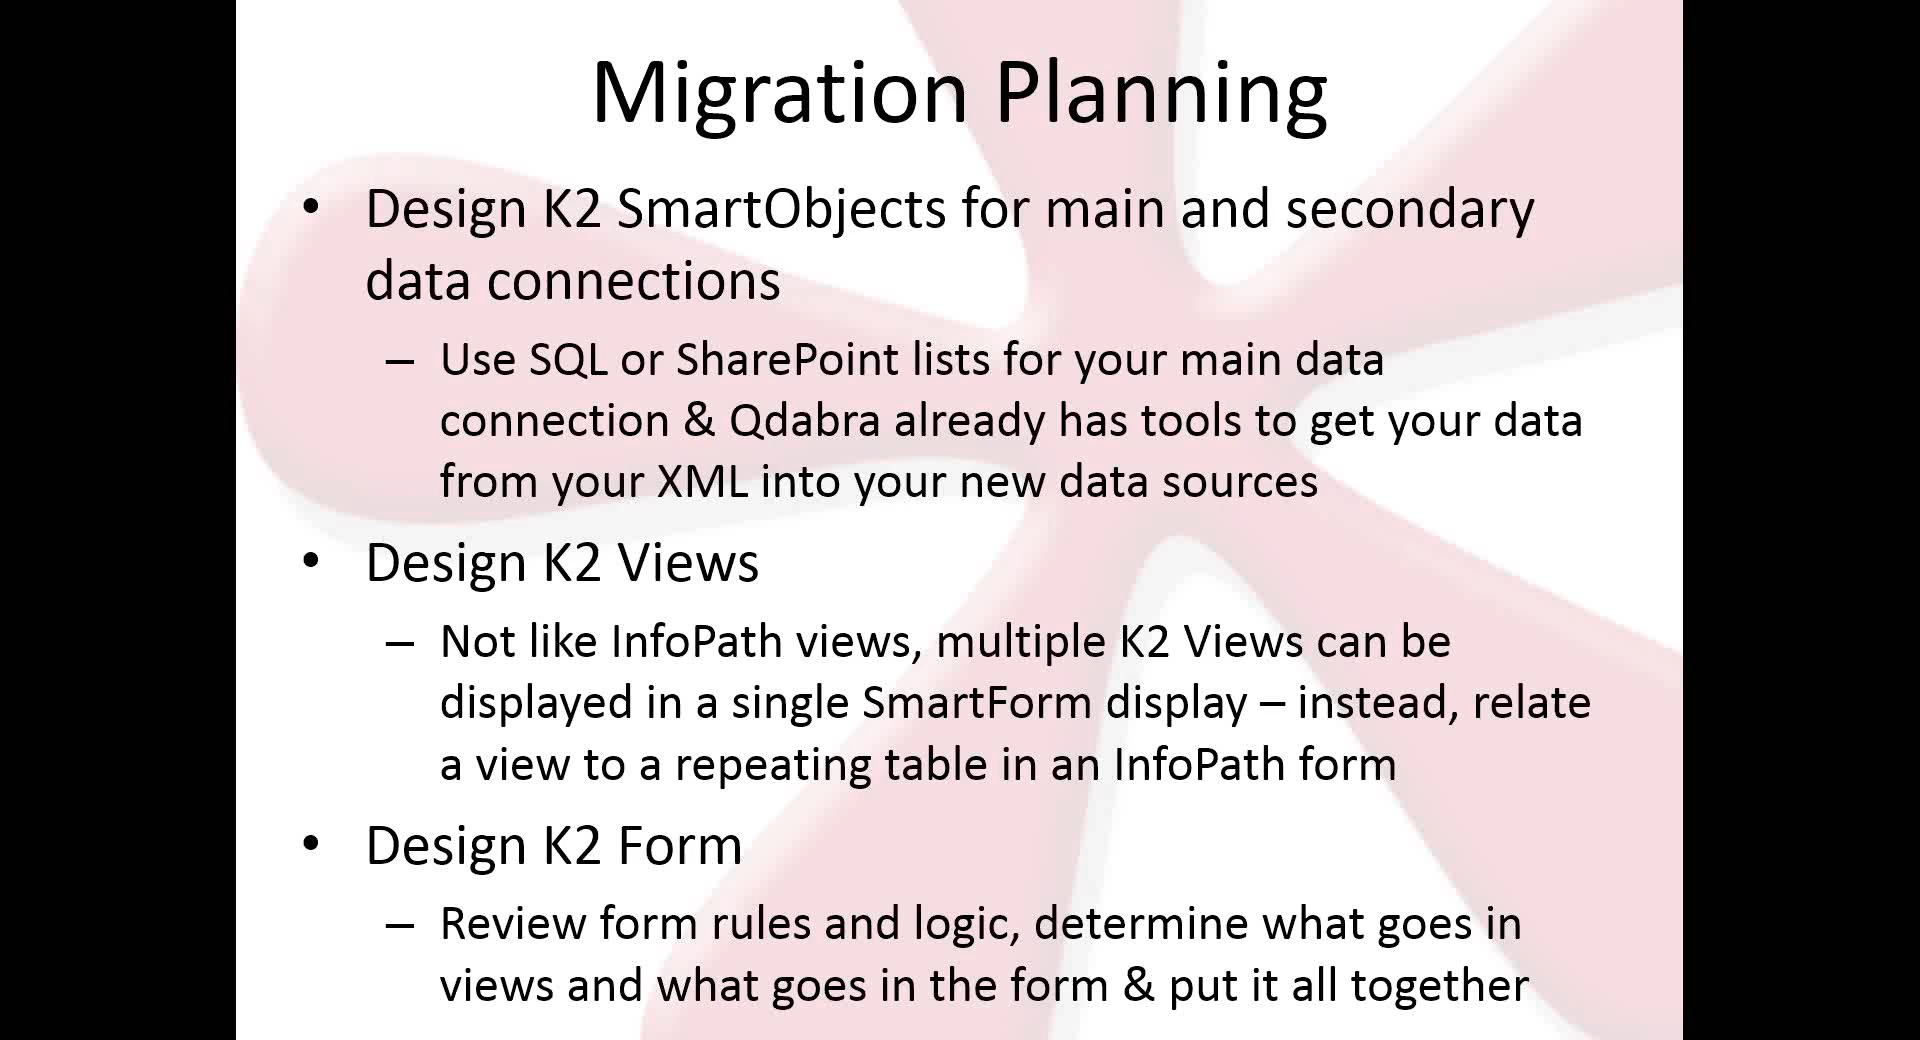 Migration Planning
• Design K2 SmartObjects for main and secondary
data connections
– Use SQL or SharePoint lists for your main data
connection & Qdabra already has tools to get your data
from your XML into your new data sources
• Design K2 Views
– Not like InfoPath views, multiple K2 Views can be
displayed in a single SmartForm display – instead, relate
a view to a repeating table in an InfoPath form
• Design K2 Form
– Review form rules and logic, determine what goes in
views and what goes in the form & put it all together